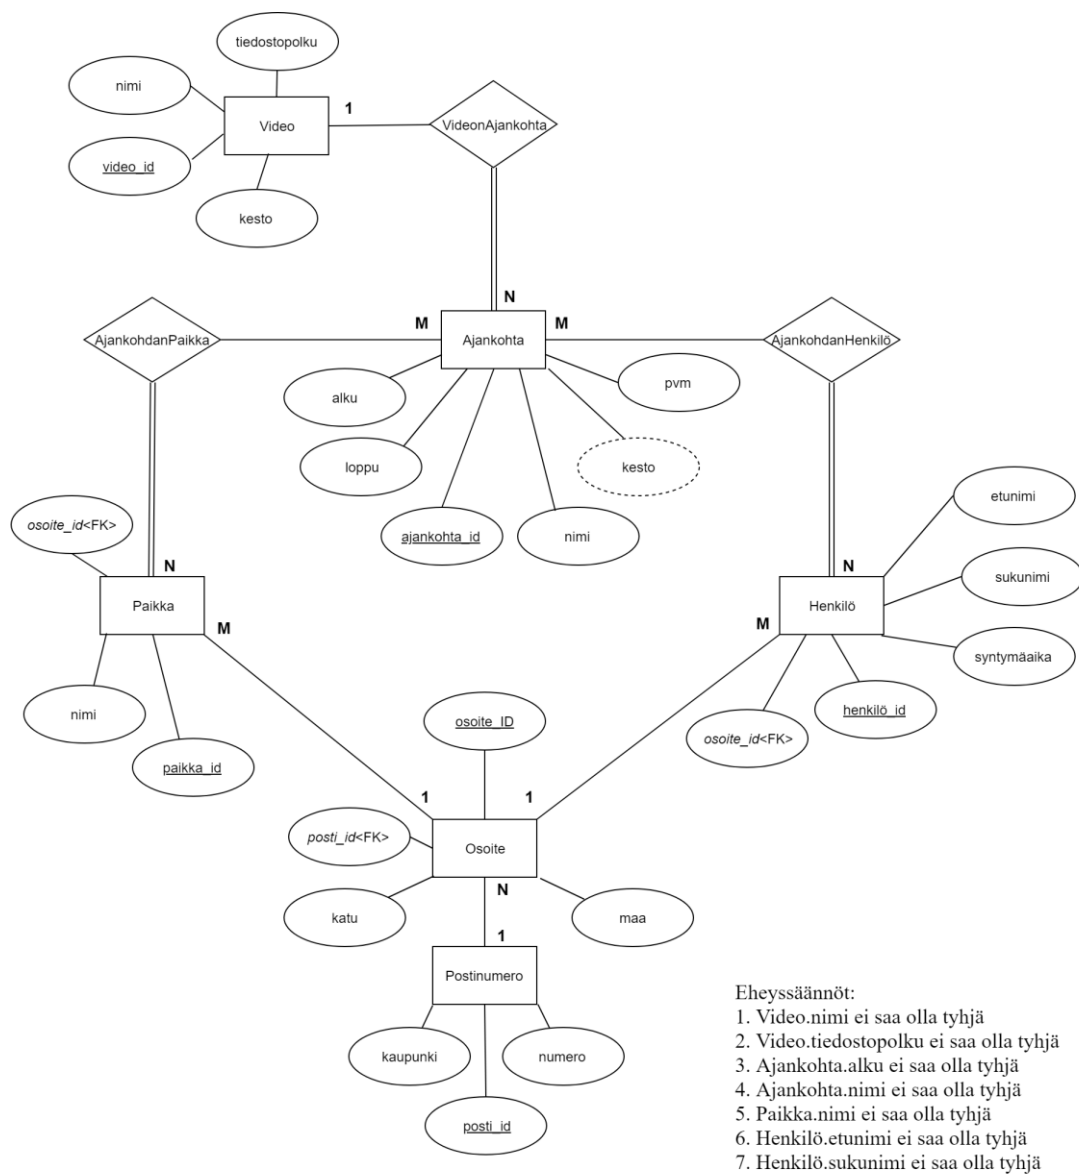 tiedostopolku
nimi
Video
1
VideonAjankohta
video_id
kesto
N
AjankohdanPaikka
M
Ajankohta
M
AjankohdanHenkilö
alku
pvm
loppu
kesto
ajankohta_id
nimi
etunimi
osoite_id<FK>
N
N
sukunimi
Paikka
Henkilö
M
M
syntymäaika
nimi
osoite_ID
henkilö_id
paikka_id
osoite_id<FK>
1
1
posti_id<FK>
Osoite
N
katu
maa
1
Postinumero
kaupunki
numero
posti_id
Eheyssäännöt:
1. Video.nimi ei saa olla tyhjä
2. Video.tiedostopolku ei saa olla tyhjä
3. Ajankohta.alku ei saa olla tyhjä
4. Ajankohta.nimi ei saa olla tyhjä
5. Paikka.nimi ei saa olla tyhjä
6. Henkilö.etunimi ei saa olla tyhjä
7. Henkilö.sukunimi ei saa olla tyhjä